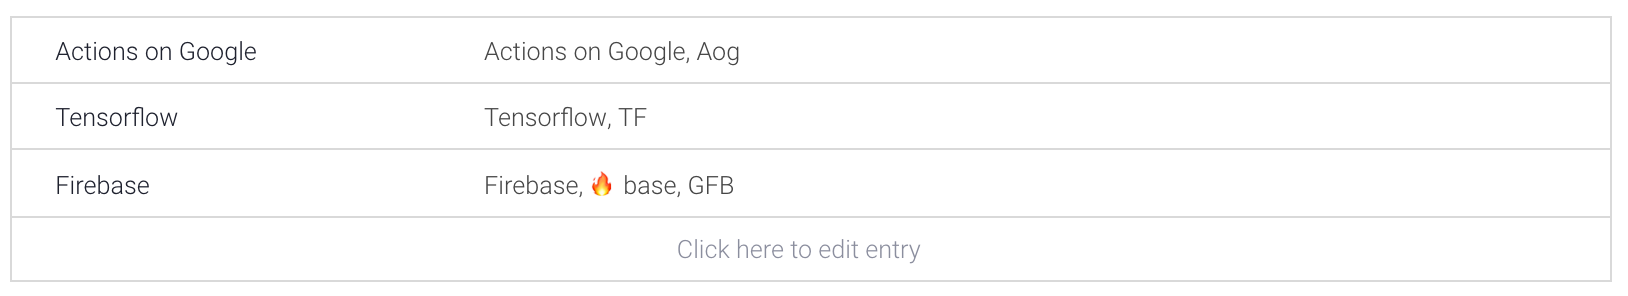 Actions on Google Actions on Google, Aog
Tensorflow Tensorflow, TF
Firebase Firebase, 🔥 base, GFB
Click here to edit entry